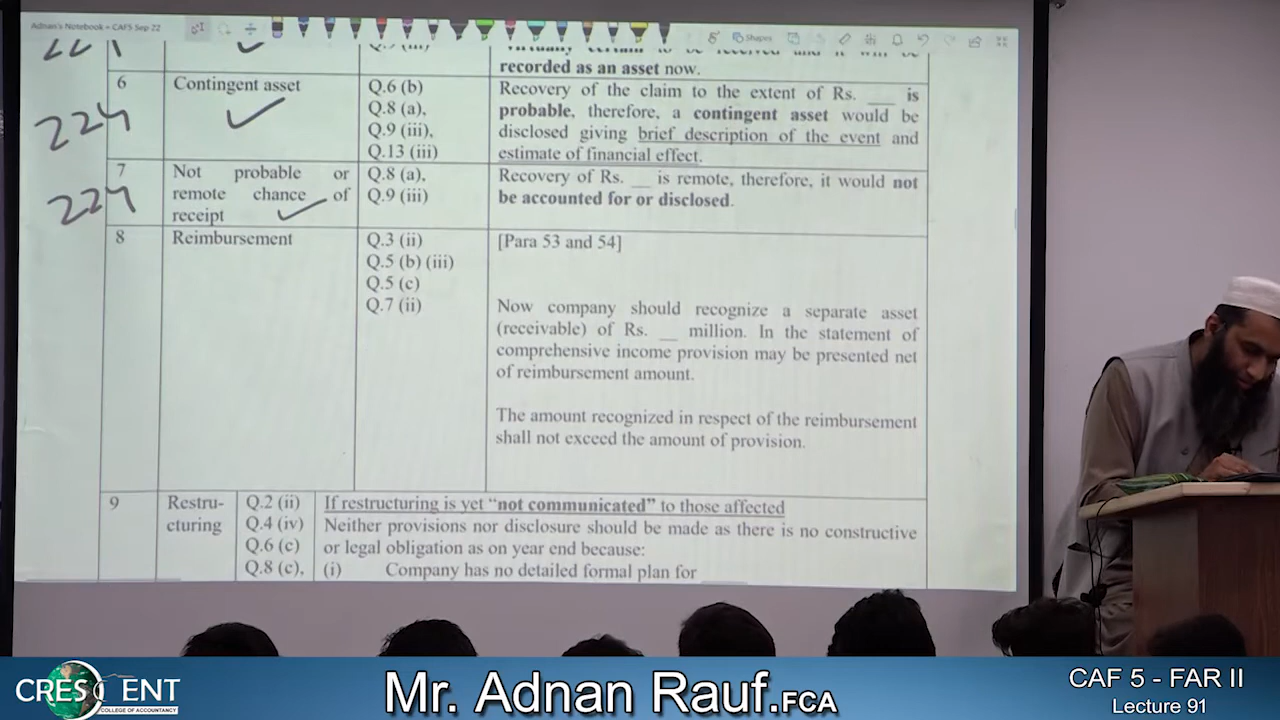 Adnan's Notebook – CAF5 Sep 22
Shapes
recorded as an asset now.
6
Contingent asset
Q.6 (b)
Q.8 (a),
Q.9 (iii),
Q.13 (iii)
Recovery of the claim to the extent of Rs. ___ is
probable, therefore, a contingent asset would be
disclosed giving brief description of the event and
estimate of financial effect.
224
7
Not probable or
remote chance of
receipt
Q.8 (a),
Q.9 (iii)
Recovery of Rs. __ is remote, therefore, it would not
be accounted for or disclosed.
224
8
Reimbursement
Q.3 (ii)
Q.5 (b) (iii)
Q.5 (c)
Q.7 (ii)
[Para 53 and 54]
Now company should recognize a separate asset
(receivable) of Rs. __ million. In the statement of
comprehensive income provision may be presented net
of reimbursement amount.
The amount recognized in respect of the reimbursement
shall not exceed the amount of provision.
9
Restru-
cturing
Q.2 (ii)
Q.4 (iv)
Q.6 (c)
Q.8 (c),
If restructuring is yet “not communicated” to those affected
Neither provisions nor disclosure should be made as there is no constructive
or legal obligation as on year end because:
(i) Company has no detailed formal plan for ____
CRESCENT
COLLEGE OF ACCOUNTANCY
Mr. Adnan Rauf.FCA
CAF 5 - FAR II
Lecture 91